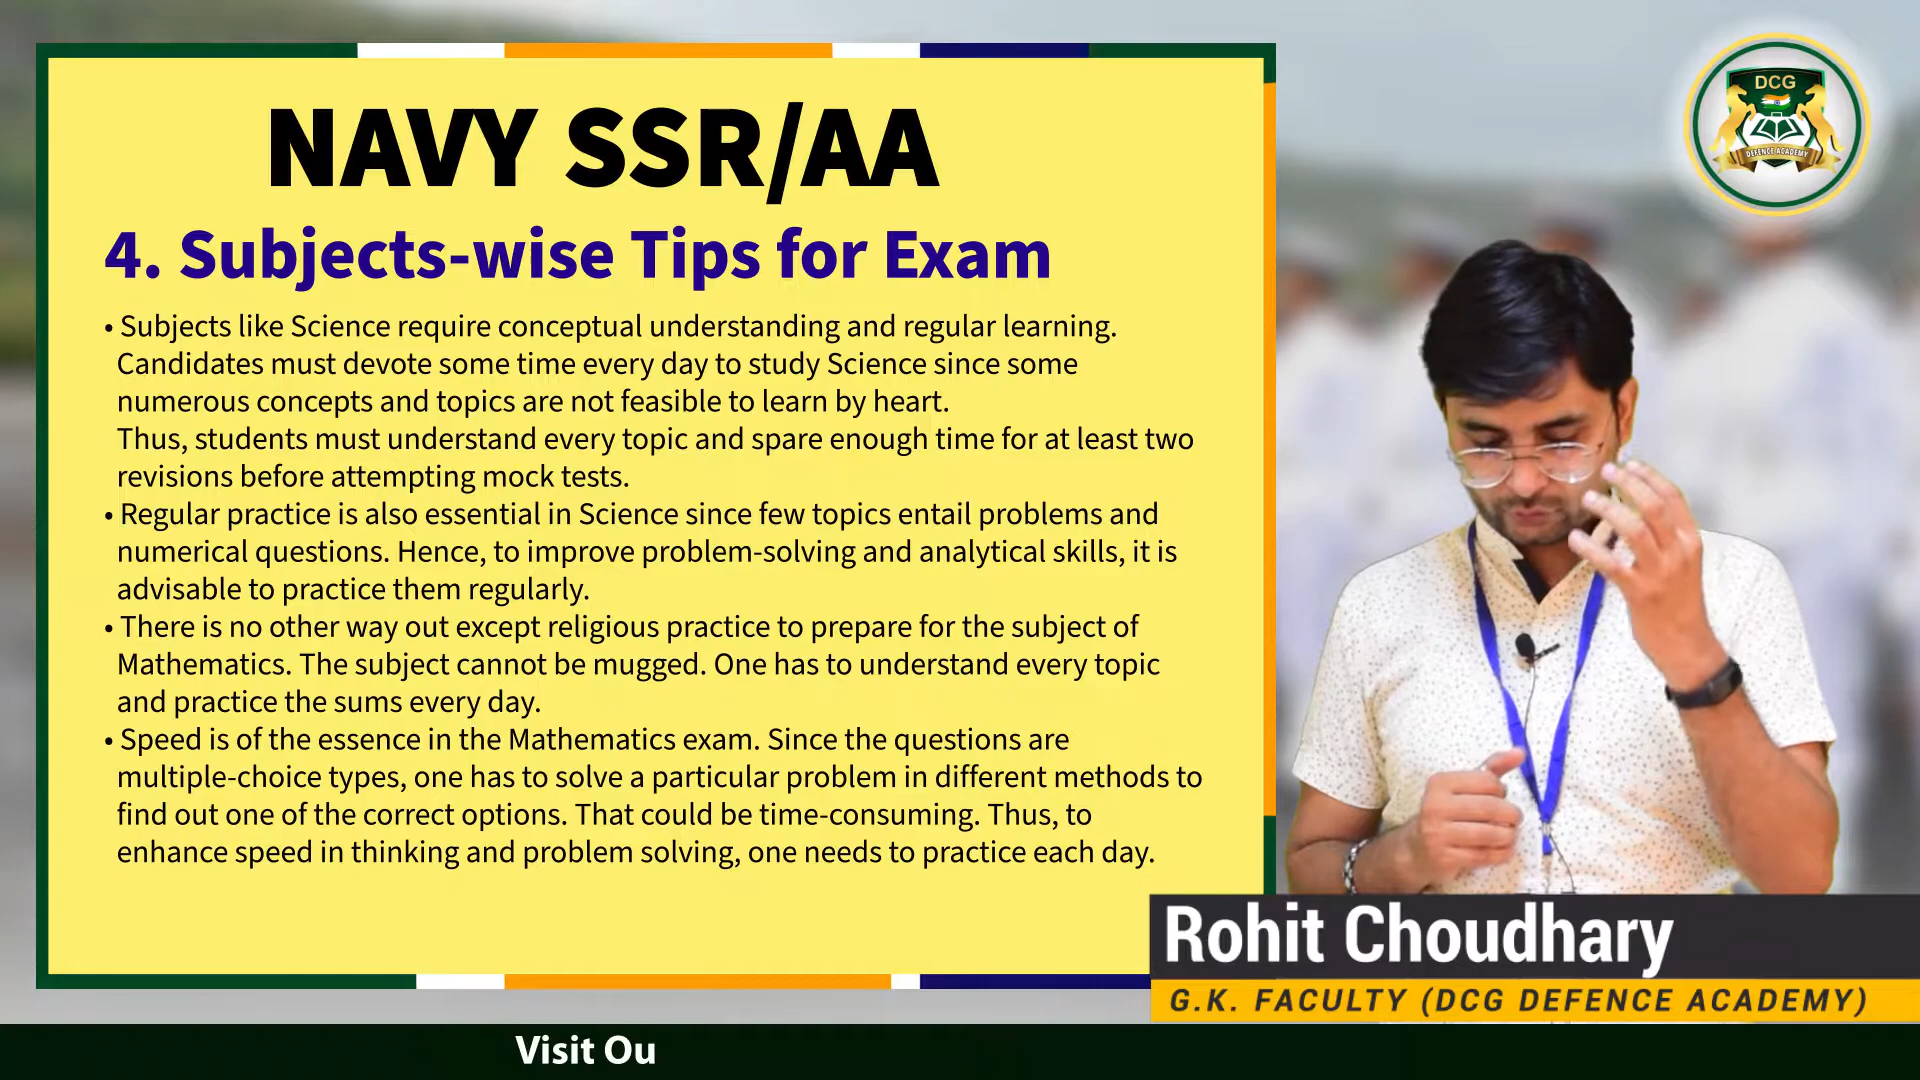 NAVY SSR/AA
4. Subjects-wise Tips for Exam
• Subjects like Science require conceptual understanding and regular learning.
Candidates must devote some time every day to study Science since some
numerous concepts and topics are not feasible to learn by heart.
Thus, students must understand every topic and spare enough time for at least two
revisions before attempting mock tests.
• Regular practice is also essential in Science since few topics entail problems and
numerical questions. Hence, to improve problem-solving and analytical skills, it is
advisable to practice them regularly.
• There is no other way out except religious practice to prepare for the subject of
Mathematics. The subject cannot be mugged. One has to understand every topic
and practice the sums every day.
• Speed is of the essence in the Mathematics exam. Since the questions are
multiple-choice types, one has to solve a particular problem in different methods to
find out one of the correct options. That could be time-consuming. Thus, to
enhance speed in thinking and problem solving, one needs to practice each day.
DCG
DEFENCE ACADEMY
Rohit Choudhary
G.K. FACULTY (DCG DEFENCE ACADEMY)
Visit Ou